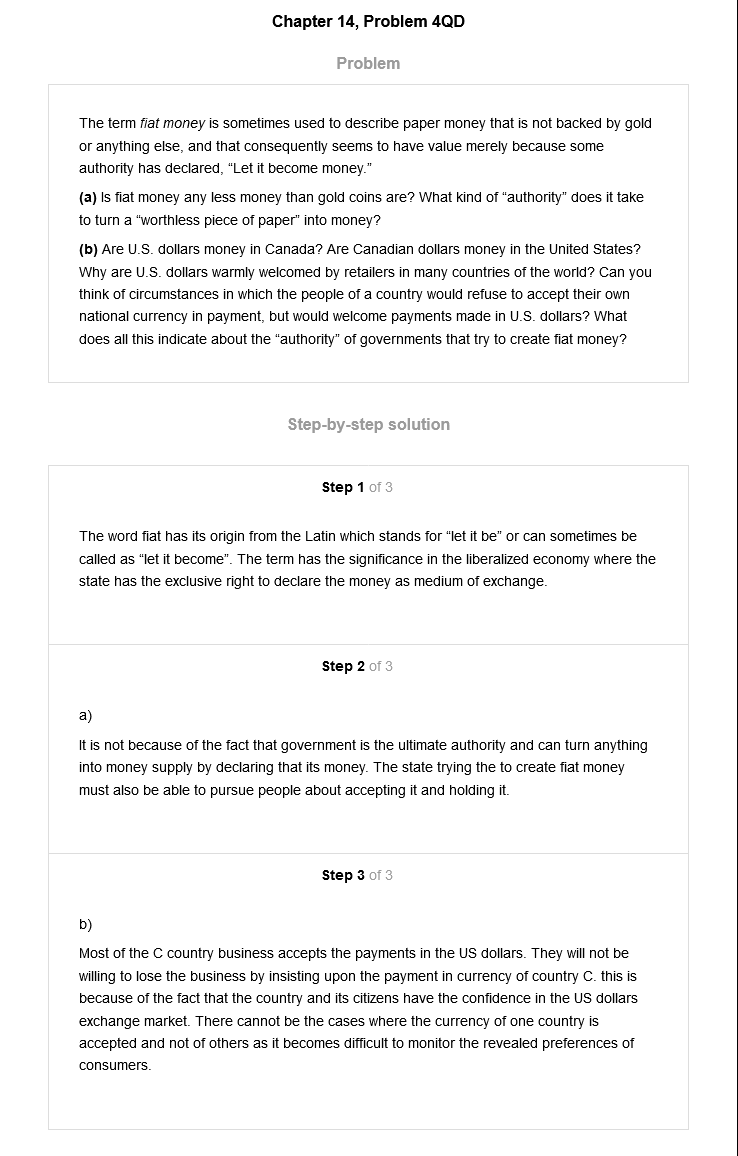 Chapter 14, Problem 4QD
Problem
The term fiat money is sometimes used to describe paper money that is not backed by gold
or anything else, and that consequently seems to have value merely because some
authority has declared, “Let it become money.”
(a) Is fiat money any less money than gold coins are? What kind of “authority” does it take
to turn a “worthless piece of paper” into money?
(b) Are U.S. dollars money in Canada? Are Canadian dollars money in the United States?
Why are U.S. dollars warmly welcomed by retailers in many countries of the world? Can you
think of circumstances in which the people of a country would refuse to accept their own
national currency in payment, but would welcome payments made in U.S. dollars? What
does all this indicate about the “authority” of governments that try to create fiat money?
Step-by-step solution
Step 1 of 3
The word fiat has its origin from the Latin which stands for “let it be” or can sometimes be
called as “let it become”. The term has the significance in the liberalized economy where the
state has the exclusive right to declare the money as medium of exchange.
Step 2 of 3
a)
It is not because of the fact that government is the ultimate authority and can turn anything
into money supply by declaring that its money. The state trying the to create fiat money
must also be able to pursue people about accepting it and holding it.
Step 3 of 3
b)
Most of the C country business accepts the payments in the US dollars. They will not be
willing to lose the business by insisting upon the payment in currency of country C. this is
because of the fact that the country and its citizens have the confidence in the US dollars
exchange market. There cannot be the cases where the currency of one country is
accepted and not of others as it becomes difficult to monitor the revealed preferences of
consumers.